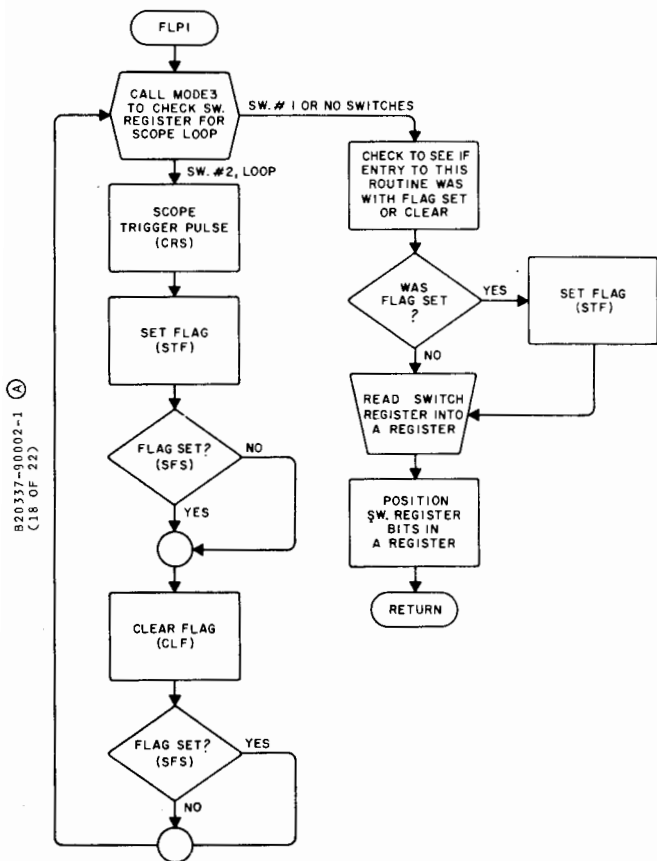 FLP1
CALL MODE3
TO CHECK SW.
REGISTER FOR
SCOPE LOOP
SW. # 1 OR NO SWITCHES
SW. #2, LOOP
SCOPE
TRIGGER PULSE
(CRS)
SET FLAG
(STF)
FLAG SET?
(SFS)
NO
YES
CLEAR FLAG
(CLF)
FLAG SET?
(SFS)
YES
NO
CHECK TO SEE IF
ENTRY TO THIS
ROUTINE WAS
WITH FLAG SET
OR CLEAR
WAS
FLAG SET
?
YES
SET FLAG
(STF)
NO
READ SWITCH
REGISTER INTO
A REGISTER
POSITION
SW. REGISTER
BITS IN
A REGISTER
RETURN
B20337-90002-1 A
(18 OF 22)